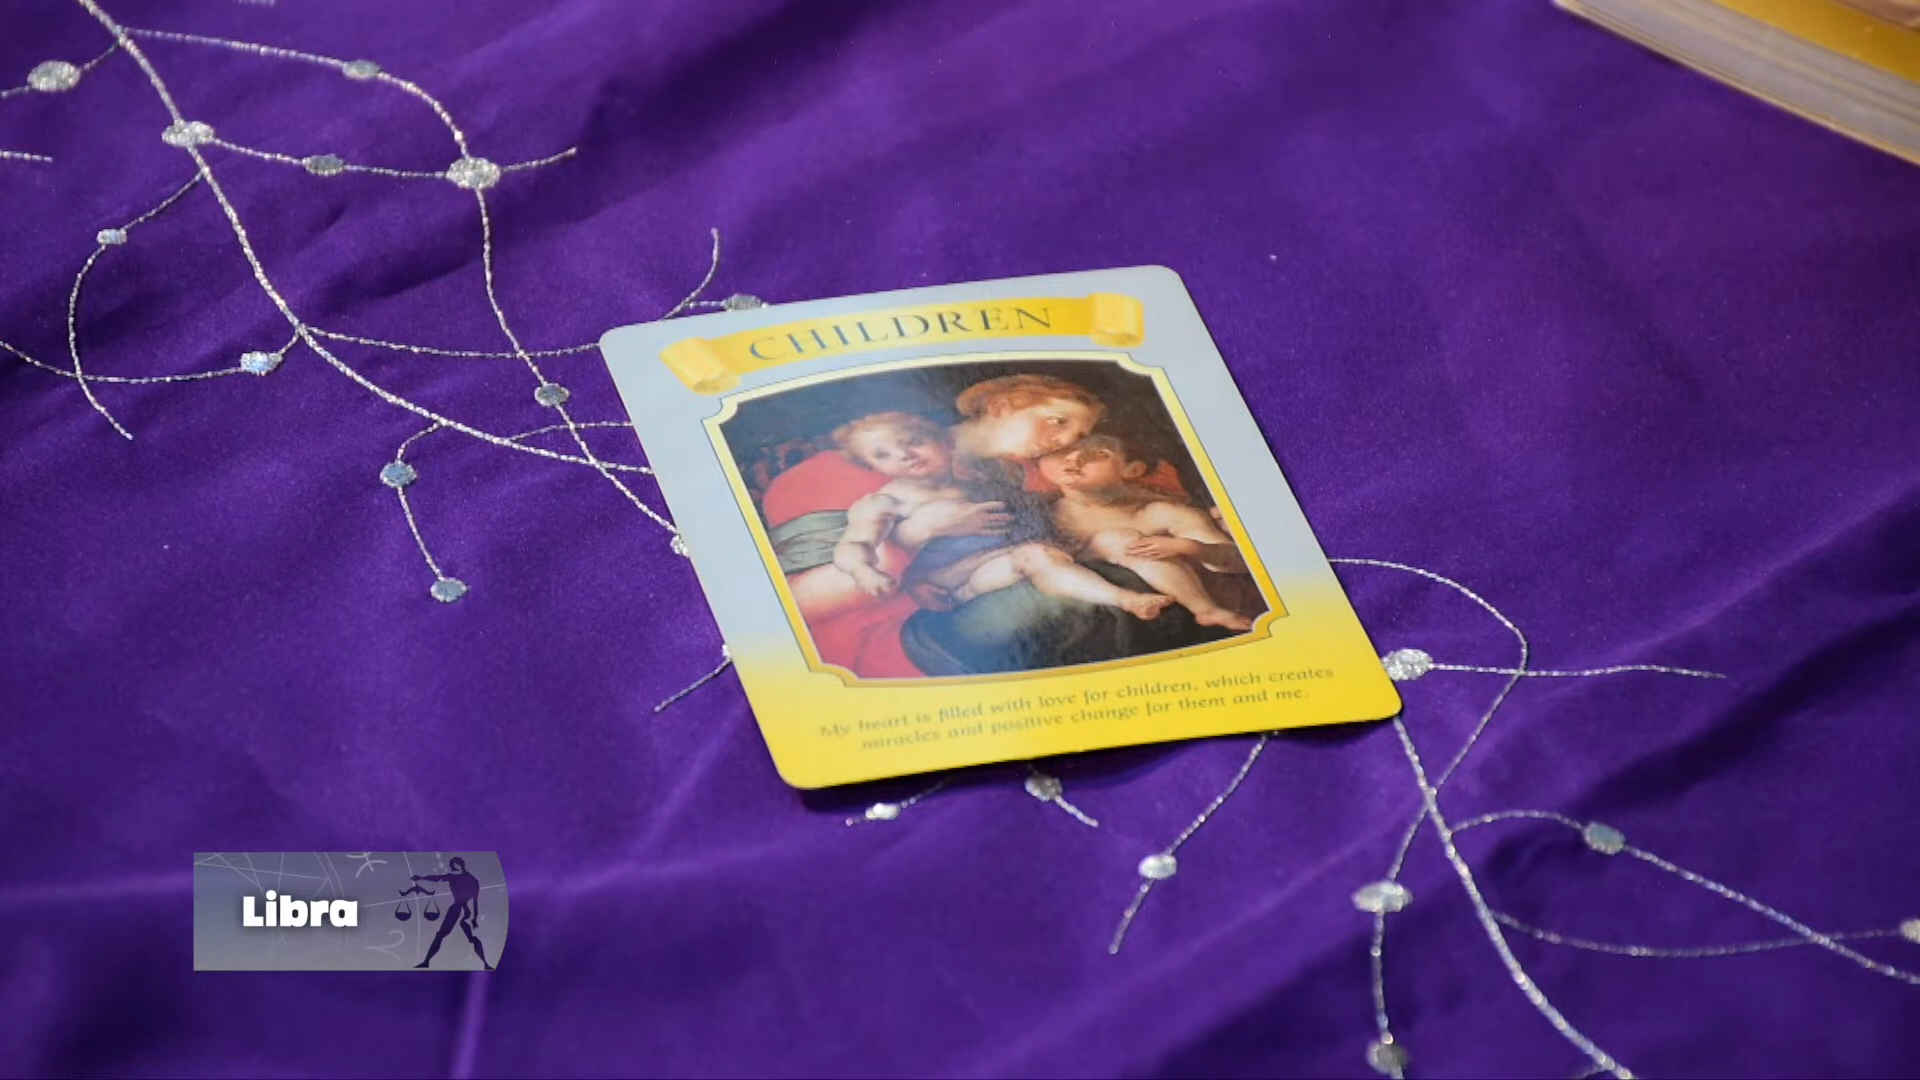 CHILDREN
My heart is filled with love for children, which creates
miracles and positive change for them and me.
Libra